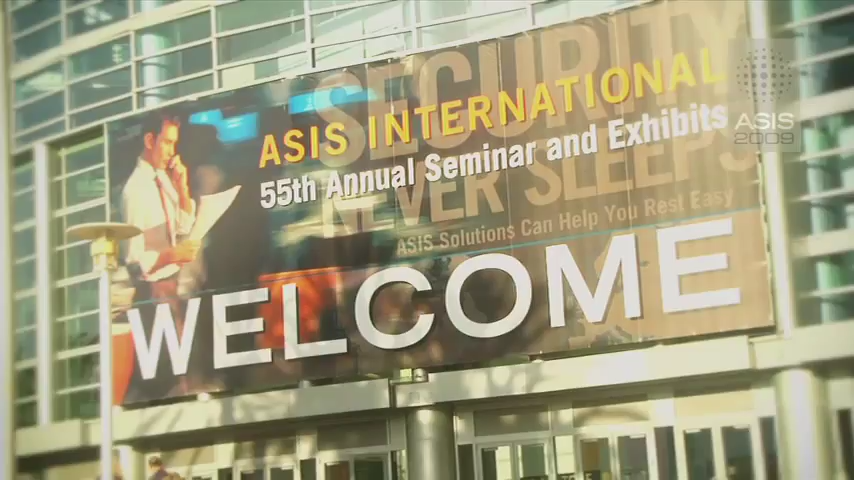 SECURITY
ASIS INTERNATIONAL
55th Annual Seminar and Exhibits
NEVER SLEEPS
ASIS Solutions Can Help You Rest Easy
WELCOME
ASIS
2009